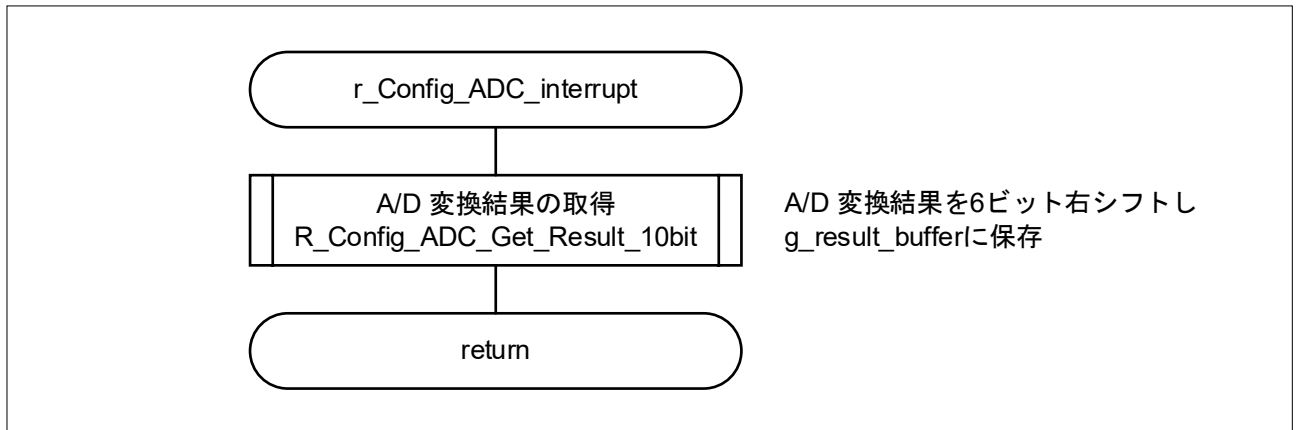 r_Config_ADC_interrupt
A/D 変換結果の取得
R_Config_ADC_Get_Result_10bit
A/D 変換結果を6ビット右シフトし
g_result_bufferに保存
return